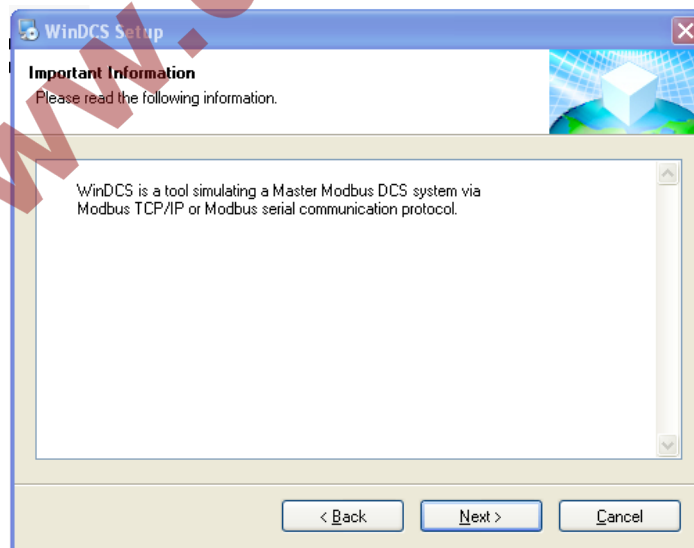 WinDCS Setup
Important Information
Please read the following information.
WinDCS is a tool simulating a Master Modbus DCS system via
Modbus TCP/IP or Modbus serial communication protocol.
< Back
Next >
Cancel